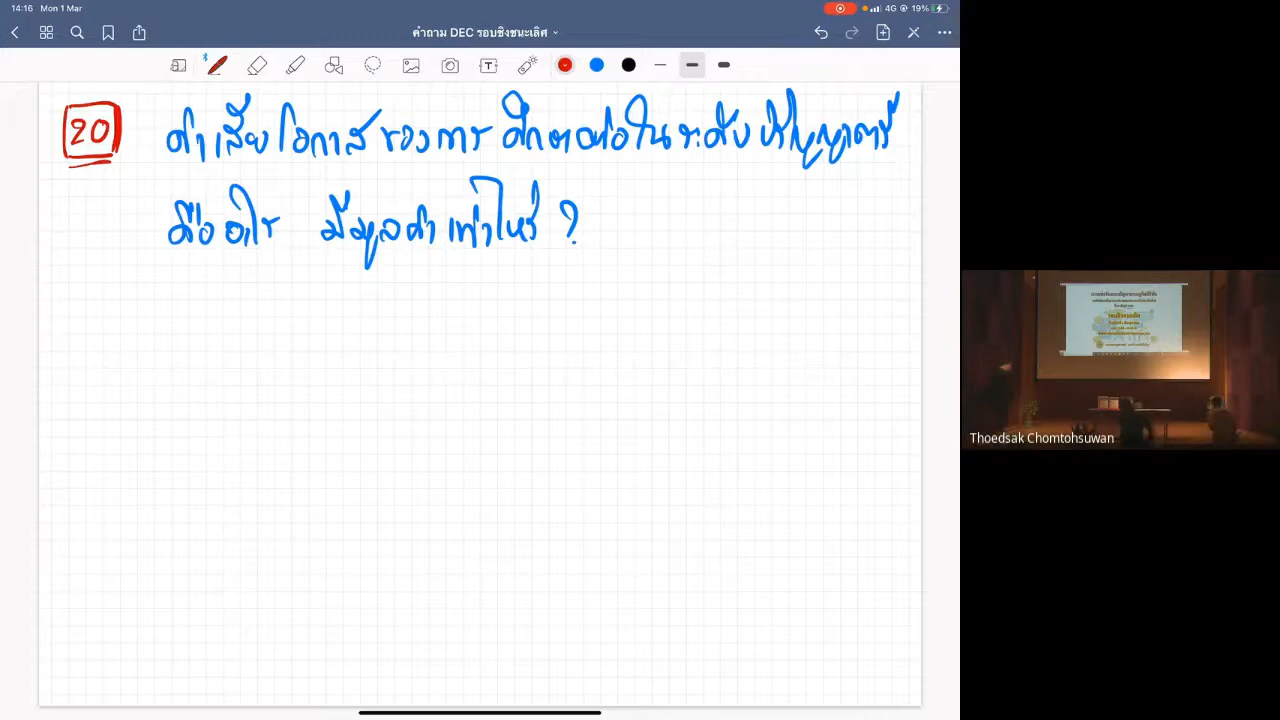 14:16 Mon 1 Mar
4G 19%
คำถาม DEC รอบชิงชนะเลิศ
T
20 ค่าเสียโอกาสของการศึกษาต่อในระดับปริญญาตรี
คืออะไร มีมูลค่าเท่าไหร่ ?
Thoedsak Chomtohsuwan